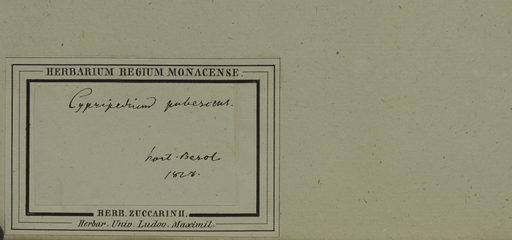 HERBARIUM REGIUM MONACENSE.
Cypripedium pubescens.
hort. Berol
1828.
HERB. ZUCCARINII.
Herbar. Univ. Ludov. Maximil.